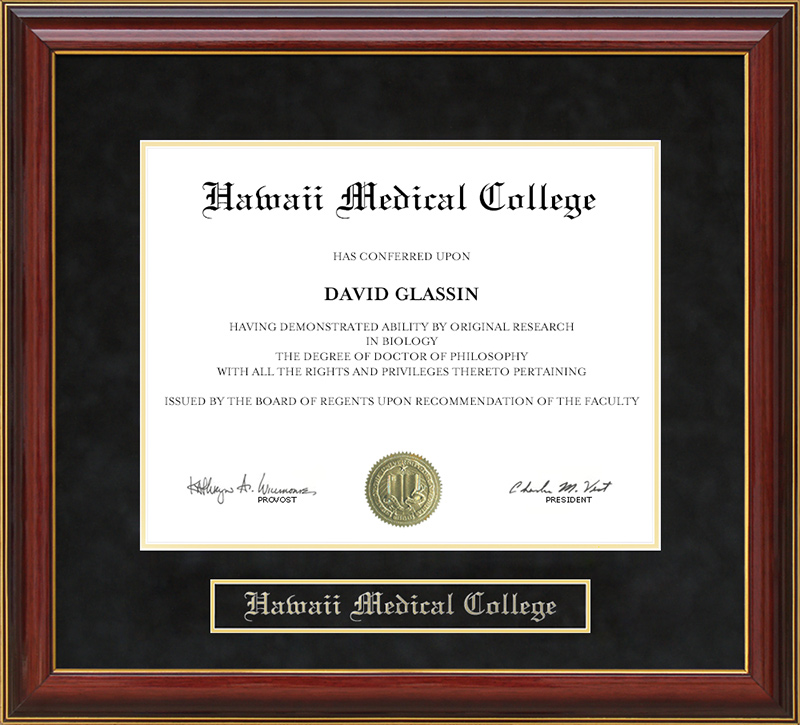 Hawaii Medical College
HAS CONFERRED UPON
DAVID GLASSIN
HAVING DEMONSTRATED ABILITY BY ORIGINAL RESEARCH
IN BIOLOGY
THE DEGREE OF DOCTOR OF PHILOSOPHY
WITH ALL THE RIGHTS AND PRIVILEGES THERETO PERTAINING
ISSUED BY THE BOARD OF REGENTS UPON RECOMMENDATION OF THE FACULTY
PROVOST
Charles M. Vest
PRESIDENT
Hawaii Medical College